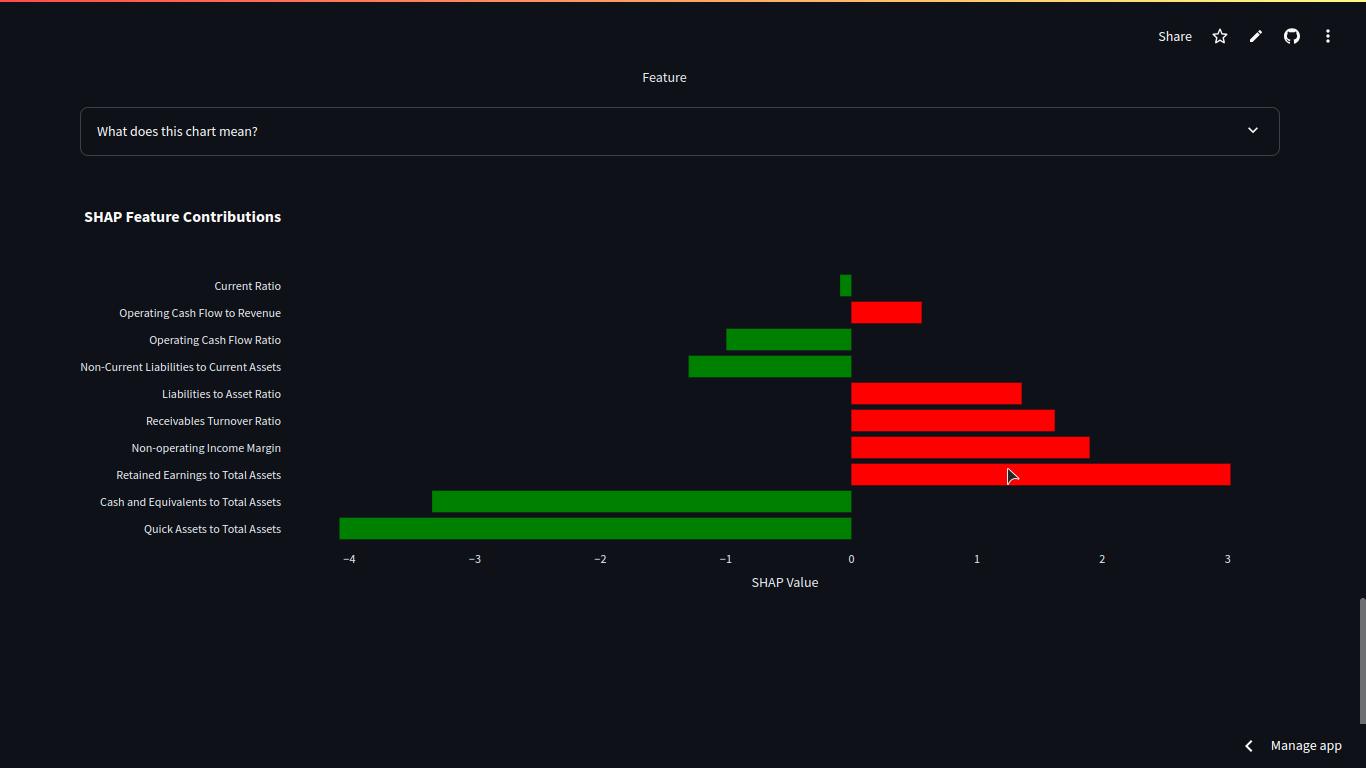 Share
Feature
What does this chart mean?
SHAP Feature Contributions
Current Ratio
Operating Cash Flow to Revenue
Operating Cash Flow Ratio
Non-Current Liabilities to Current Assets
Liabilities to Asset Ratio
Receivables Turnover Ratio
Non-operating Income Margin
Retained Earnings to Total Assets
Cash and Equivalents to Total Assets
Quick Assets to Total Assets
−4 −3 −2 −1 0 1 2 3
SHAP Value
Manage app